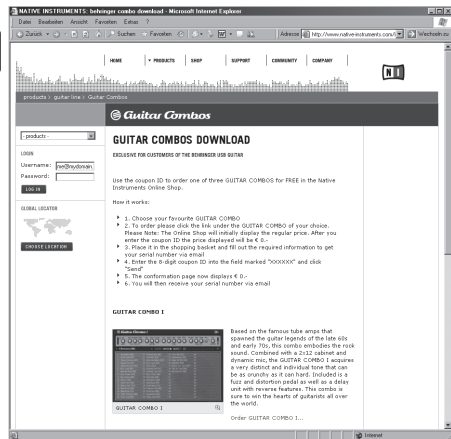 NATIVE INSTRUMENTS: behringer combo download - Microsoft Internet Explorer
Datei Bearbeiten Ansicht Favoriten Extras ?
Zurück Suchen Favoriten Adresse http://www.native-instruments.com/ Wechseln zu
HOME PRODUCTS SHOP SUPPORT COMMUNITY COMPANY
NI
products > guitar line > Guitar Combos
Guitar Combos
- products -
LOGIN
Username: me@mydomain.
Password:
LOG IN
GLOBAL LOCATOR
CHOOSE LOCATION
GUITAR COMBOS DOWNLOAD
EXCLUSIVE FOR CUSTOMERS OF THE BEHRINGER USB GUITAR
Use the coupon ID to order one of three GUITAR COMBOS for FREE in the Native
Instruments Online Shop.
How it works:
1. Choose your favourite GUITAR COMBO
2. To order please click the link under the GUITAR COMBO of your choice.
Please Note: The Online Shop will initially display the regular price. After you
enter the coupon ID the price displayed will be € 0.-
3. Place it in the shopping basket and fill out the required information to get
your serial number via email
4. Enter the 8-digit coupon ID into the field marked "XXXXXX" and click
"Send"
5. The conformation page now displays € 0.-
6. You will then receive your serial number via email
GUITAR COMBO I
Based on the famous tube amps that
spawned the guitar legends of the late 60s
and early 70s, this combo embodies the rock
sound. Combined with a 2x12 cabinet and
dynamic mic, the GUITAR COMBO I acquires
a very distinct and individual tone that can
be as crunchy as it can hard. Included is a
fuzz and distortion pedal as well as a delay
unit with reverse features. This combo is
sure to win the hearts of guitarists all over
the world.
GUITAR COMBO I
Order GUITAR COMBO I...
Internet